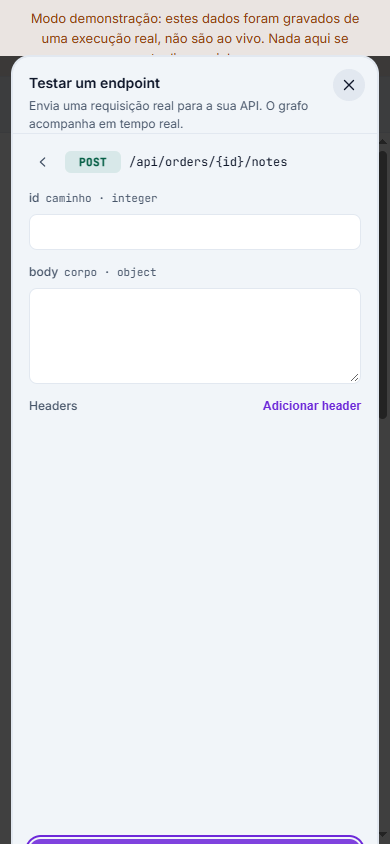 Modo demonstração: estes dados foram gravados de
uma execução real, não são ao vivo. Nada aqui se
Testar um endpoint
Envia uma requisição real para a sua API. O grafo
acompanha em tempo real.
POST /api/orders/{id}/notes
id caminho · integer
body corpo · object
Headers Adicionar header